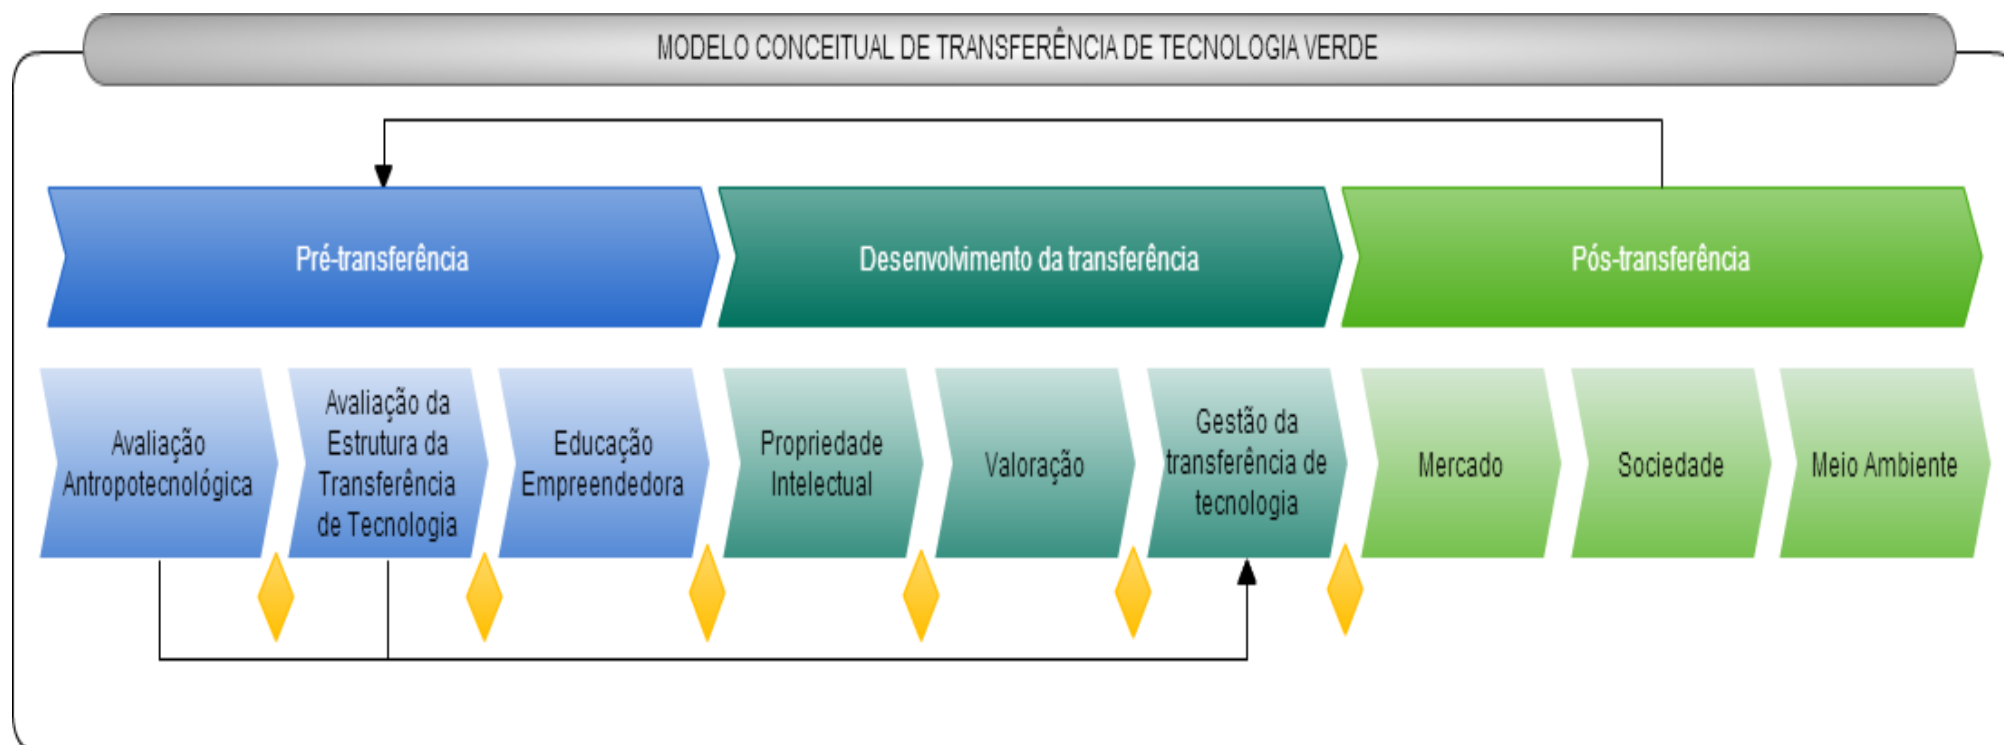 MODELO CONCEITUAL DE TRANSFERÊNCIA DE TECNOLOGIA VERDE
Pré-transferência
Desenvolvimento da transferência
Pós-transferência
Avaliação
Antropotecnológica
Avaliação da
Estrutura da
Transferência
de Tecnologia
Educação
Empreendedora
Propriedade
Intelectual
Valoração
Gestão da
transferência de
tecnologia
Mercado
Sociedade
Meio Ambiente